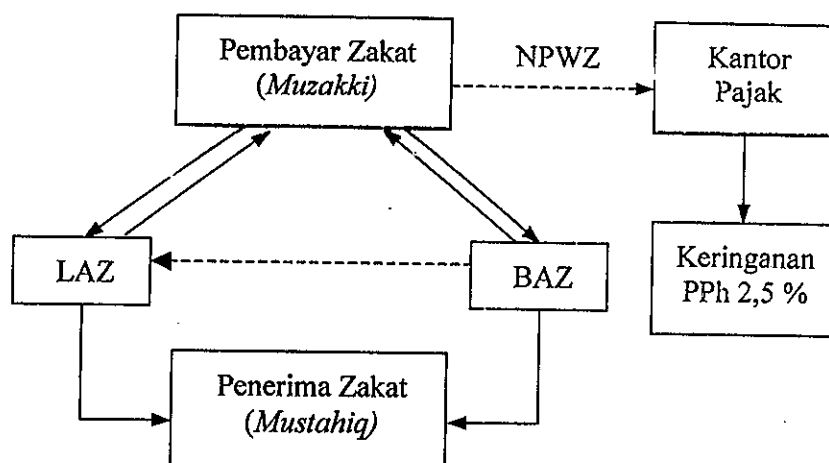 Pembayar Zakat
(Muzakki)
NPWZ
Kantor
Pajak
LAZ
BAZ
Keringanan
PPh 2,5 %
Penerima Zakat
(Mustahiq)